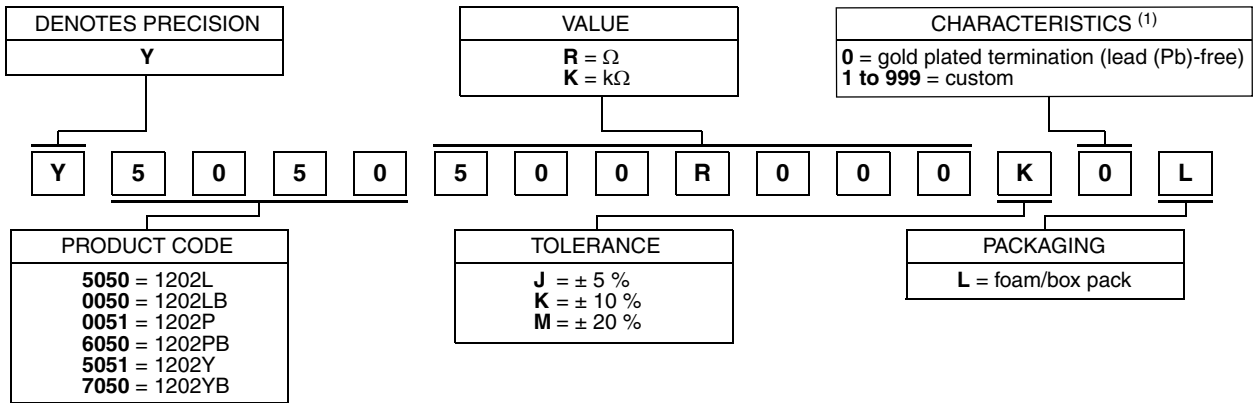 DENOTES PRECISION
Y
VALUE
R = Ω
K = kΩ
CHARACTERISTICS (1)
0 = gold plated termination (lead (Pb)-free)
1 to 999 = custom
Y 5 0 5 0 5 0 0 R 0 0 0 K 0 L
PRODUCT CODE
5050 = 1202L
0050 = 1202LB
0051 = 1202P
6050 = 1202PB
5051 = 1202Y
7050 = 1202YB
TOLERANCE
J = ± 5 %
K = ± 10 %
M = ± 20 %
PACKAGING
L = foam/box pack